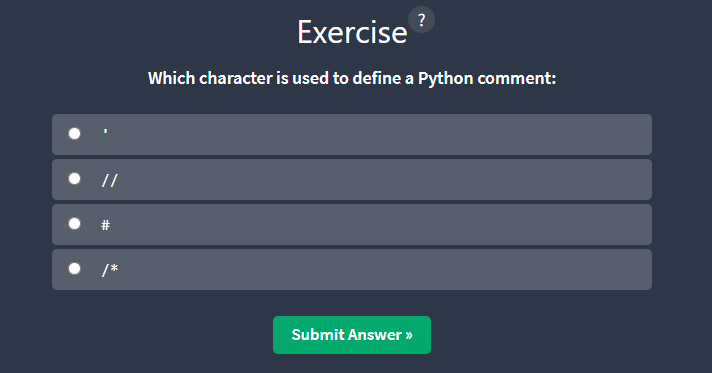 Exercise ?
Which character is used to define a Python comment:
'
//
#
/*
Submit Answer »